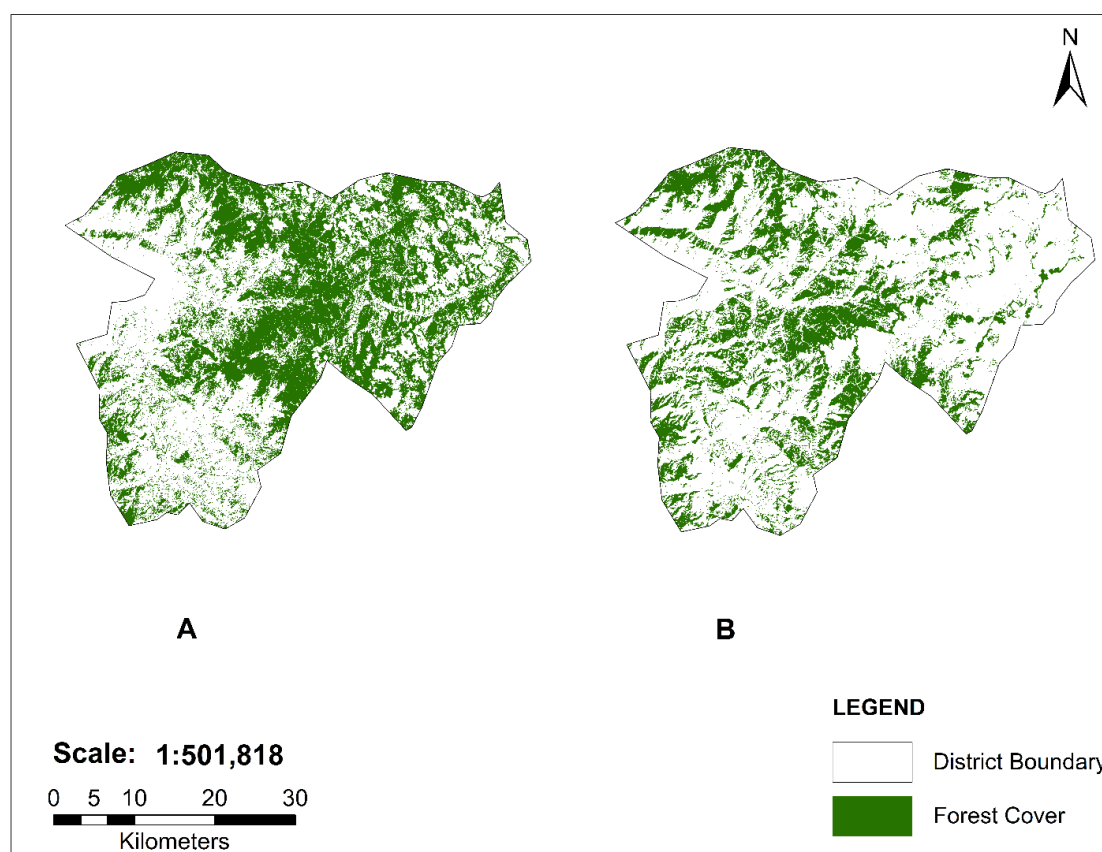 N
A
B
LEGEND
District Boundary
Forest Cover
Scale: 1:501,818
0 5 10 20 30
Kilometers